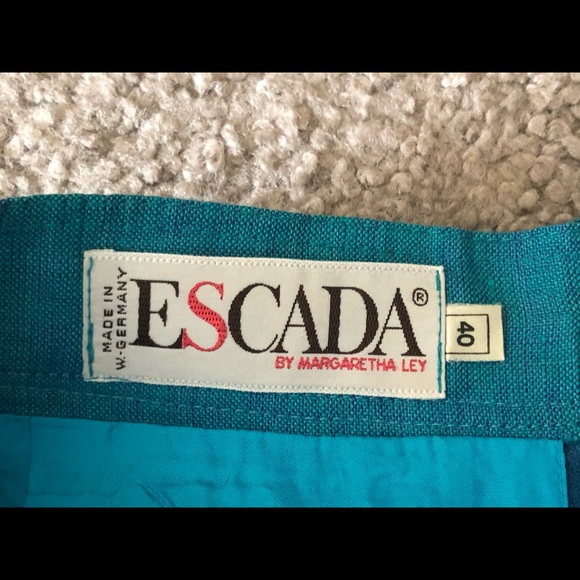 MADE IN
W.-GERMANY
ESCADA®
BY MARGARETHA LEY
40